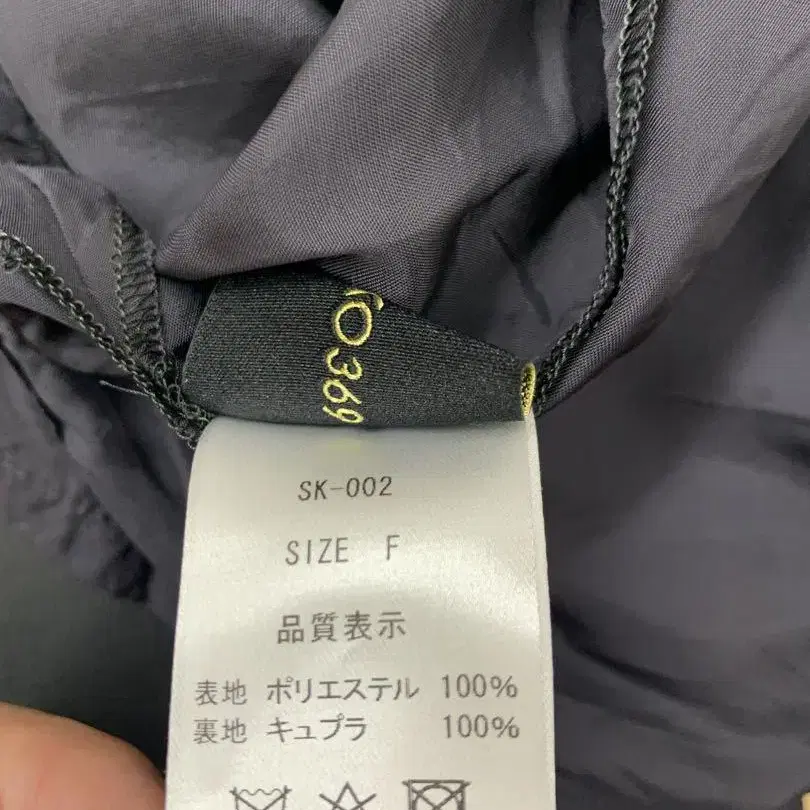 O369
SK-002
SIZE F
品質表示
表地 ポリエステル 100%
裏地 キュプラ 100%